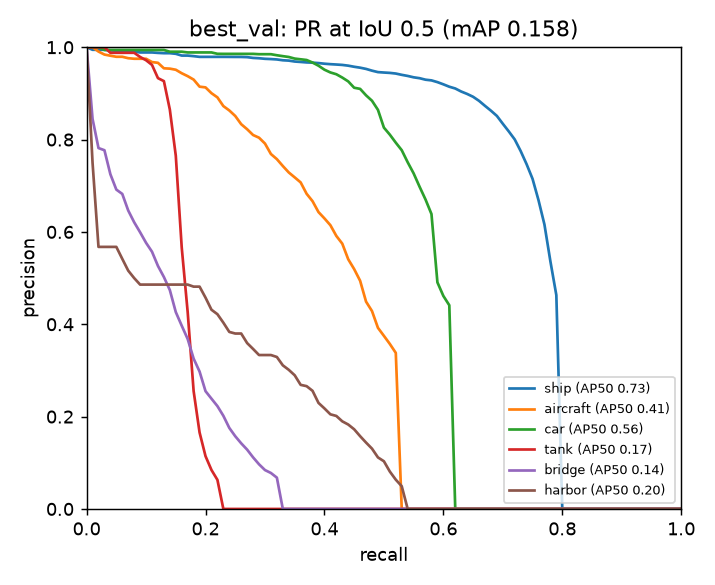 best_val: PR at IoU 0.5 (mAP 0.158)
1.0
0.8
0.6
0.4
0.2
0.0
precision
ship (AP50 0.73)
aircraft (AP50 0.41)
car (AP50 0.56)
tank (AP50 0.17)
bridge (AP50 0.14)
harbor (AP50 0.20)
0.0 0.2 0.4 0.6 0.8 1.0
recall